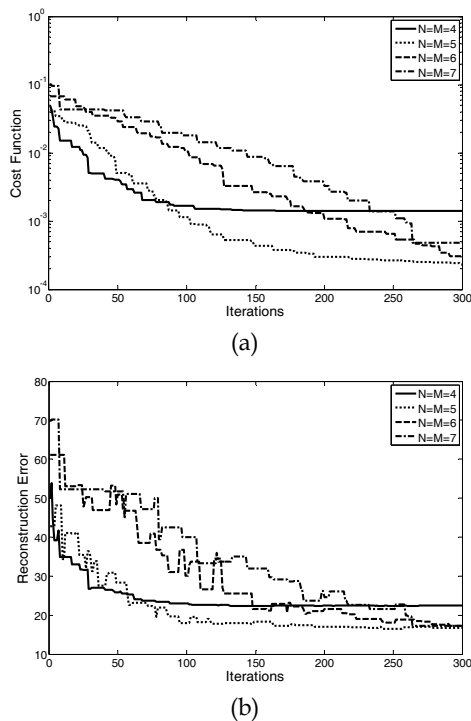 10^0
10^-1
10^-2
10^-3
10^-4
Cost Function
0 50 100 150 200 250 300
Iterations
N=M=4
N=M=5
N=M=6
N=M=7
(a)
80
70
60
50
40
30
20
10
Reconstruction Error
0 50 100 150 200 250 300
Iterations
N=M=4
N=M=5
N=M=6
N=M=7
(b)